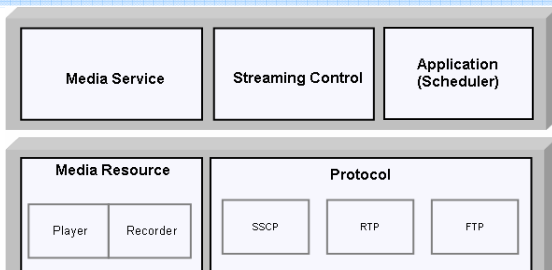 Media Service
Streaming Control
Application
(Scheduler)
Media Resource
Protocol
Player
Recorder
SSCP
RTP
FTP